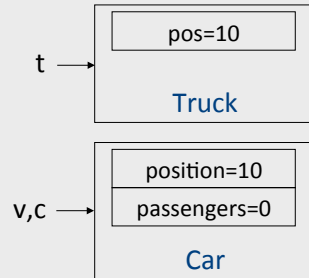 pos=10
t
Truck
position=10
v,c
passengers=0
Car